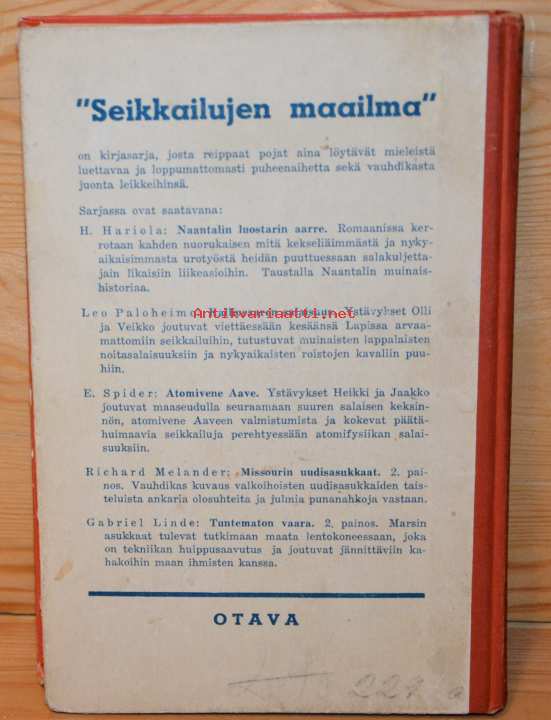 "Seikkailujen maailma"
on kirjasarja, josta reippaat pojat aina löytävät mieleistä
luettavaa ja loppumattomasti puheenaihetta sekä vauhdikasta
juonta leikkeihinsä.
Sarjassa ovat saatavana:
H. Hariola: Naantalin luostarin aarre. Romaanissa ker-
rotaan kahden nuorukaisen mitä kekseliäimmästä ja nyky-
aikaisimmasta urotyöstä heidän puuttuessaan salakuljetta-
jain likaisiin liikeasioihin. Taustalla Naantalin muinais-
historiaa.
Antikvariaatti.net
Leo Paloheimo: Ystävykset Olli
ja Veikko joutuvat viettäessään kesäänsä Lapissa arvaa-
mattomiin seikkailuihin, tutustuvat muinaisten lappalaisten
noitasalaisuuksiin ja nykyaikaisten roistojen kavaliin puu-
hiin.
E. Spider: Atomivene Aave. Ystävykset Heikki ja Jaakko
joutuvat maaseudulla seuraamaan suuren salaisen keksin-
nön, atomivene Aaveen valmistumista ja kokevat päätä-
huimaavia seikkailuja perehtyessään atomifysiikan salai-
suuksiin.
Richard Melander: Missourin uudisasukkaat. 2. pai-
nos. Vauhdikas kuvaus valkoihoisten uudisasukkaiden tais-
teluista ankaria olosuhteita ja julmia punanahkoja vastaan.
Gabriel Linde: Tuntematon vaara. 2. painos. Marsin
asukkaat tulevat tutkimaan maata lentokoneessaan, joka
on tekniikan huippusaavutus ja joutuvat jännittäviin ka-
hakoihin maan ihmisten kanssa.
OTAVA